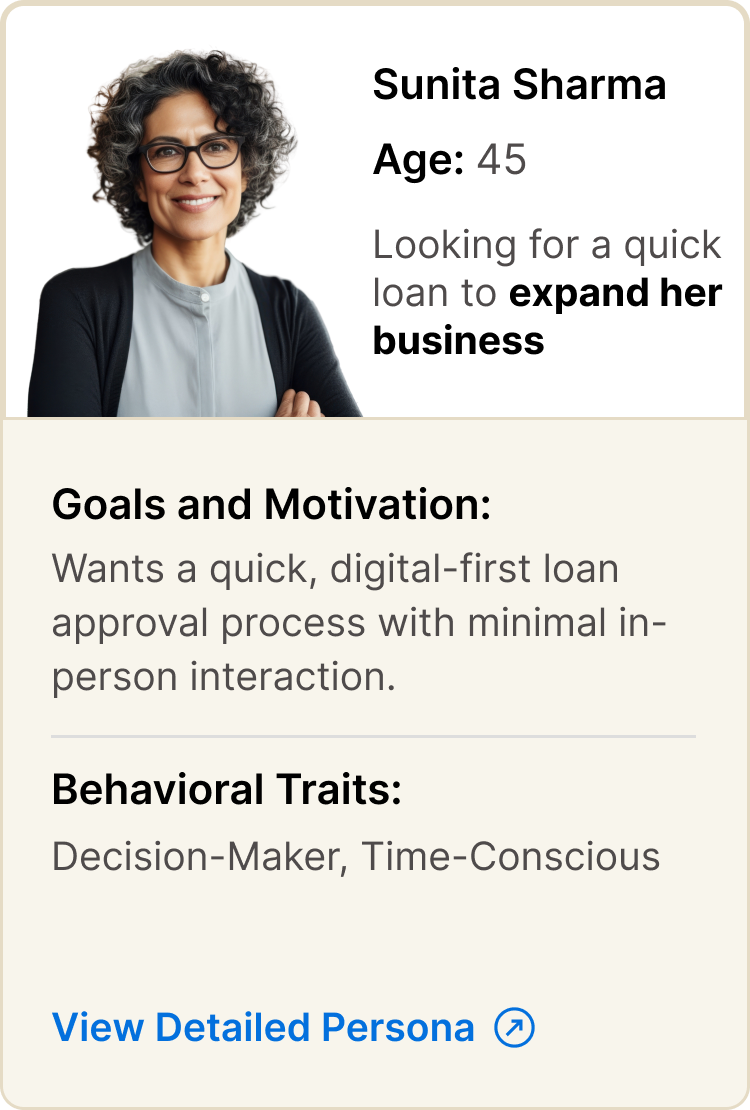 Sunita Sharma
Age: 45
Looking for a quick
loan to expand her
business
Goals and Motivation:
Wants a quick, digital-first loan
approval process with minimal in-
person interaction.
Behavioral Traits:
Decision-Maker, Time-Conscious
View Detailed Persona